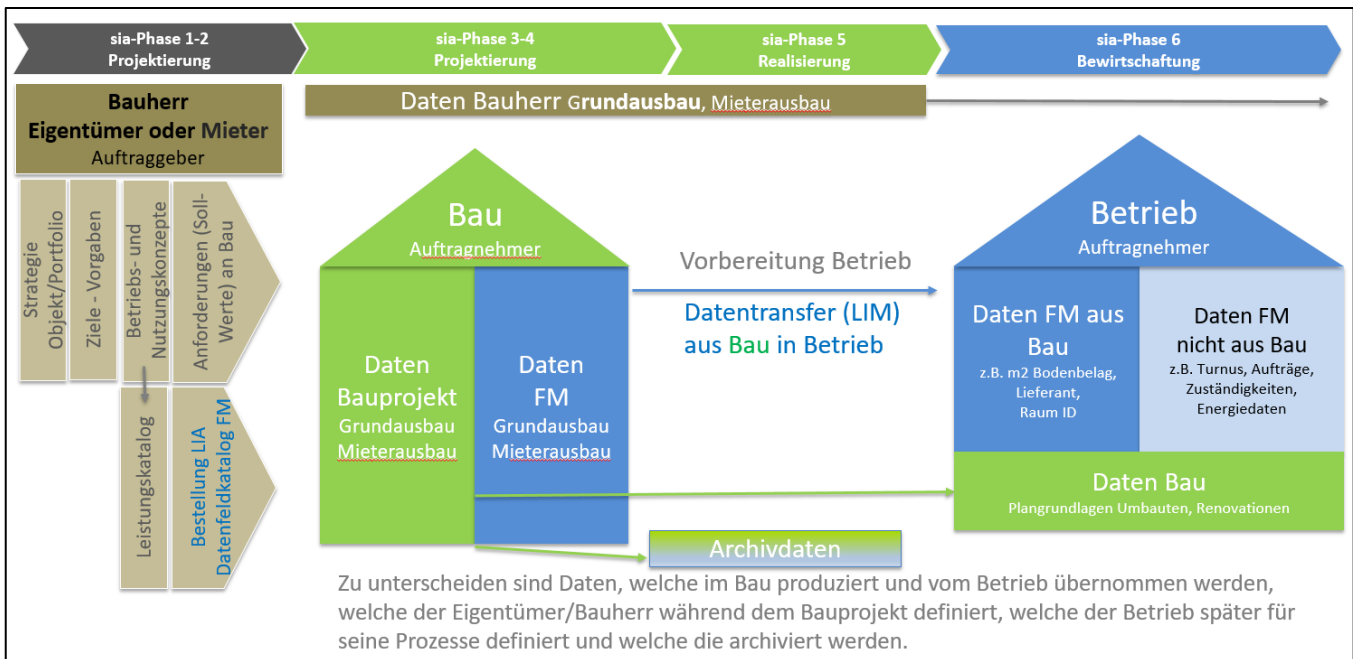 sia-Phase 1-2
Projektierung
sia-Phase 3-4
Projektierung
sia-Phase 5
Realisierung
sia-Phase 6
Bewirtschaftung
Bauherr
Eigentümer oder Mieter
Auftraggeber
Daten Bauherr Grundausbau, Mieterausbau
Strategie
Objekt/Portfolio
Ziele - Vorgaben
Betriebs- und
Nutzungskonzepte
Anforderungen (Soll-
Werte) an Bau
Leistungskatalog
Bestellung LIA
Datenfeldkatalog FM
Bau
Auftragnehmer
Daten
Bauprojekt
Grundausbau
Mieterausbau
Daten
FM
Grundausbau
Mieterausbau
Vorbereitung Betrieb
Datentransfer (LIM)
aus Bau in Betrieb
Archivdaten
Betrieb
Auftragnehmer
Daten FM aus
Bau
z.B. m2 Bodenbelag,
Lieferant,
Raum ID
Daten FM
nicht aus Bau
z.B. Turnus, Aufträge,
Zuständigkeiten,
Energiedaten
Daten Bau
Plangrundlagen Umbauten, Renovationen
Zu unterscheiden sind Daten, welche im Bau produziert und vom Betrieb übernommen werden,
welche der Eigentümer/Bauherr während dem Bauprojekt definiert, welche der Betrieb später für
seine Prozesse definiert und welche die archiviert werden.